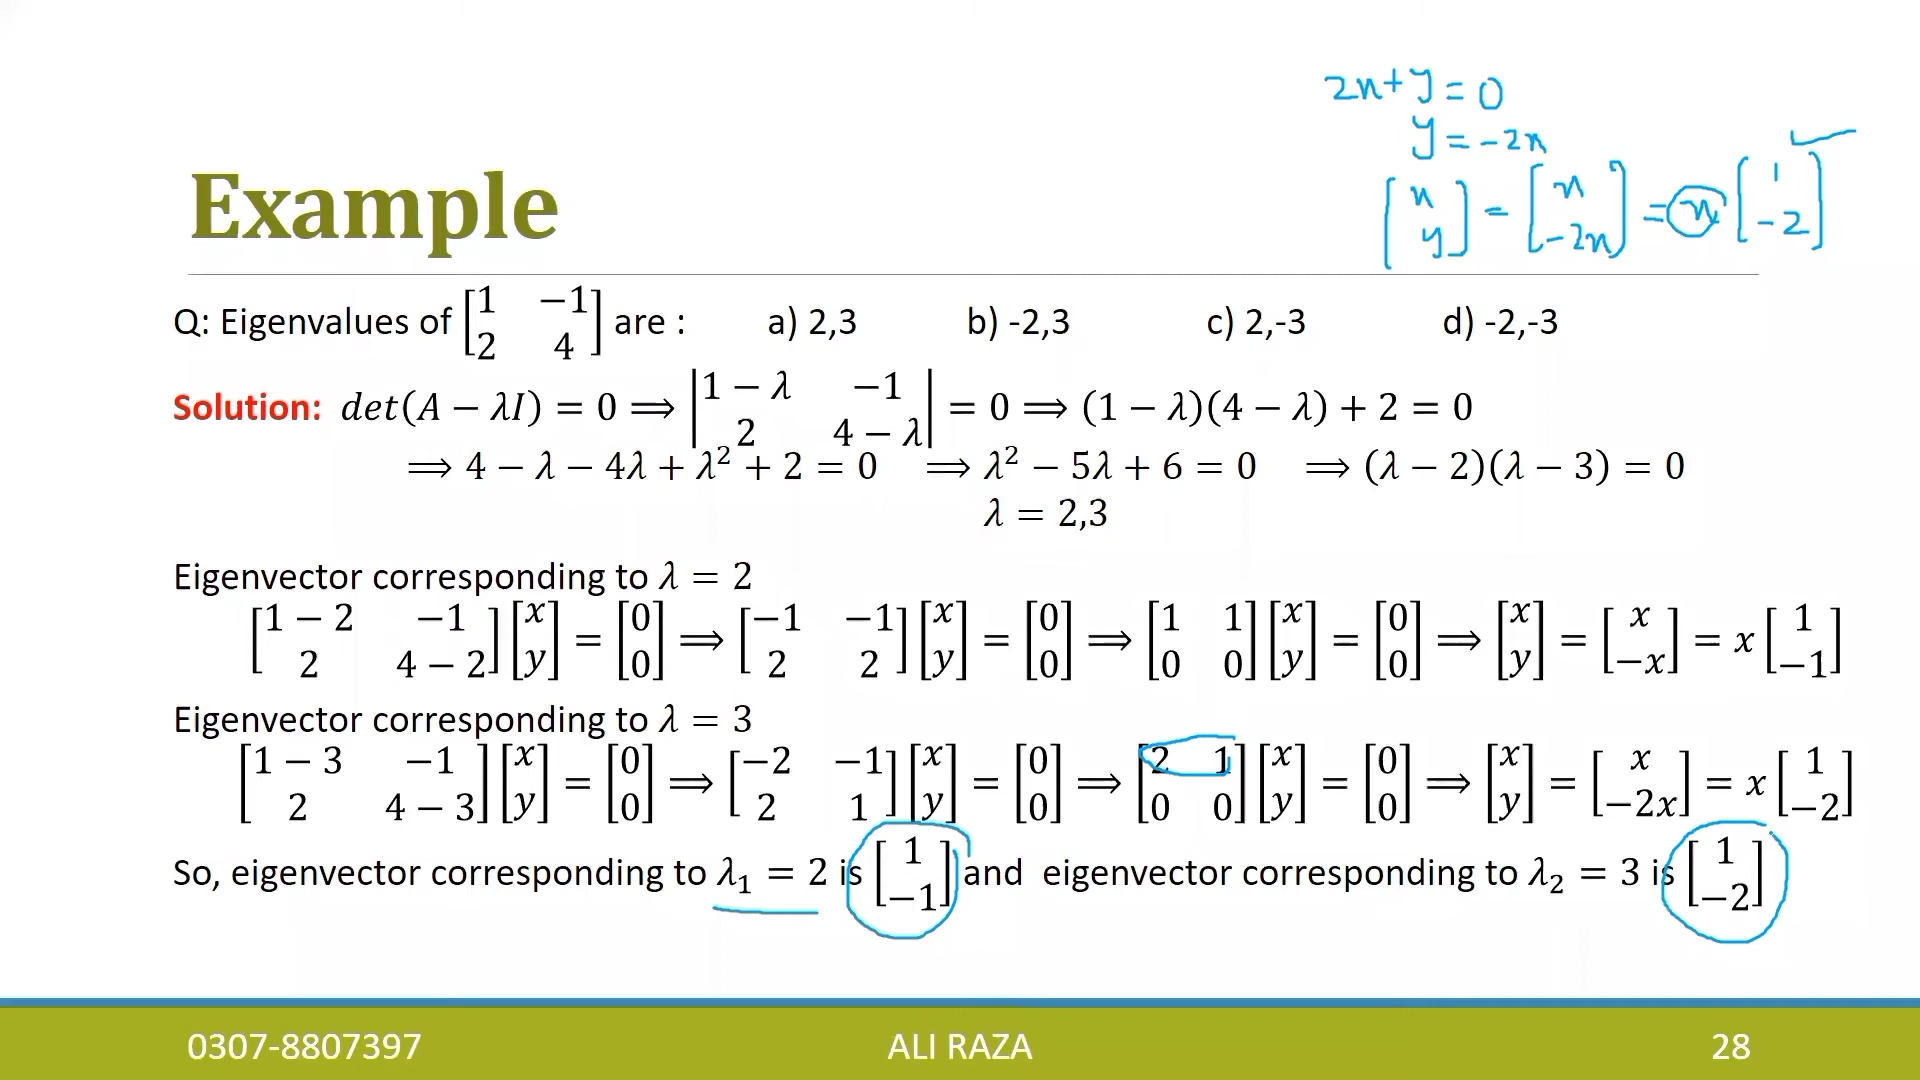 2x+y=0
y=-2x
[x y] = [x -2x] = x [1 -2]
Example
Q: Eigenvalues of [1 −1 2 4] are : a) 2,3 b) -2,3 c) 2,-3 d) -2,-3
Solution: det(A − λI) = 0 ⟹ |1 − λ −1 2 4 − λ| = 0 ⟹ (1 − λ)(4 − λ) + 2 = 0
⟹ 4 − λ − 4λ + λ² + 2 = 0 ⟹ λ² − 5λ + 6 = 0 ⟹ (λ − 2)(λ − 3) = 0
λ = 2,3
Eigenvector corresponding to λ = 2
[1 − 2 −1 2 4 − 2] [x y] = [0 0] ⟹ [−1 −1 2 2] [x y] = [0 0] ⟹ [1 1 0 0] [x y] = [0 0] ⟹ [x y] = [x −x] = x [1 −1]
Eigenvector corresponding to λ = 3
[1 − 3 −1 2 4 − 3] [x y] = [0 0] ⟹ [−2 −1 2 1] [x y] = [0 0] ⟹ [2 1 0 0] [x y] = [0 0] ⟹ [x y] = [x −2x] = x [1 −2]
So, eigenvector corresponding to λ₁ = 2 is [1 −1] and eigenvector corresponding to λ₂ = 3 is [1 −2]
0307-8807397 ALI RAZA 28